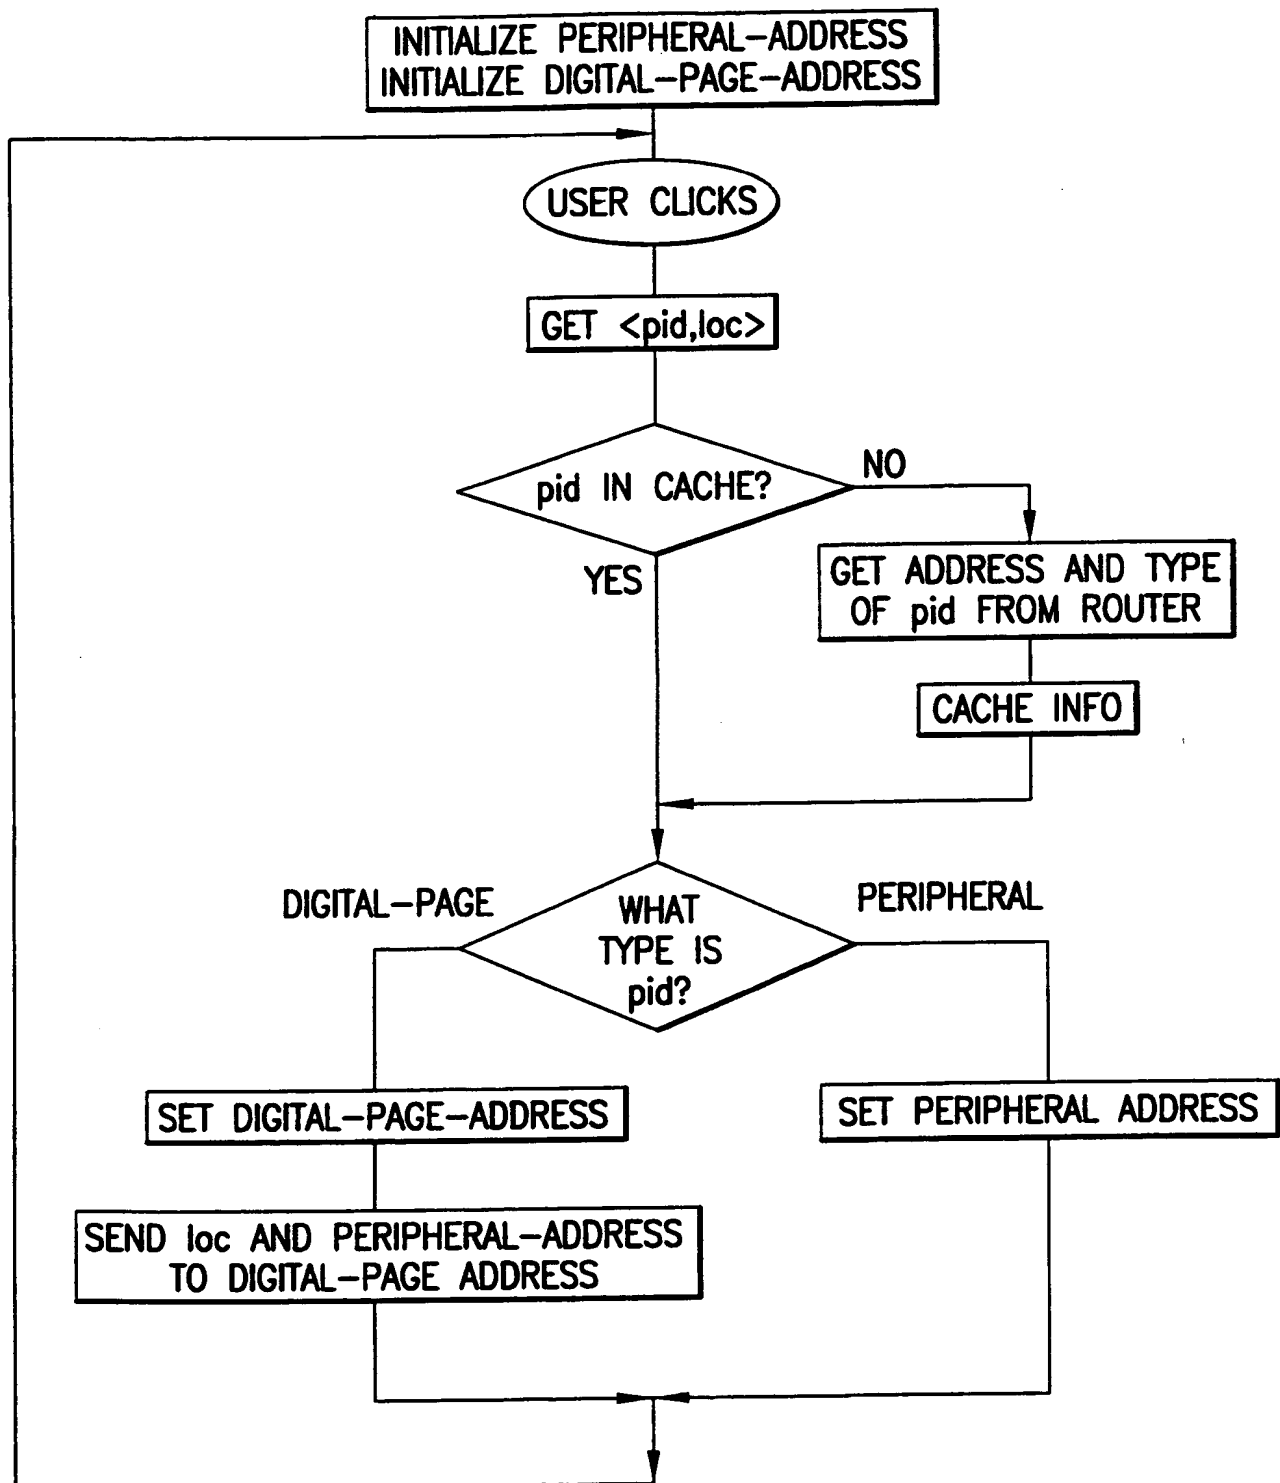 INITIALIZE PERIPHERAL-ADDRESS
INITIALIZE DIGITAL-PAGE-ADDRESS
USER CLICKS
GET <pid,loc>
pid IN CACHE?
NO
YES
GET ADDRESS AND TYPE
OF pid FROM ROUTER
CACHE INFO
DIGITAL-PAGE
WHAT
TYPE IS
pid?
PERIPHERAL
SET DIGITAL-PAGE-ADDRESS
SET PERIPHERAL ADDRESS
SEND loc AND PERIPHERAL-ADDRESS
TO DIGITAL-PAGE ADDRESS